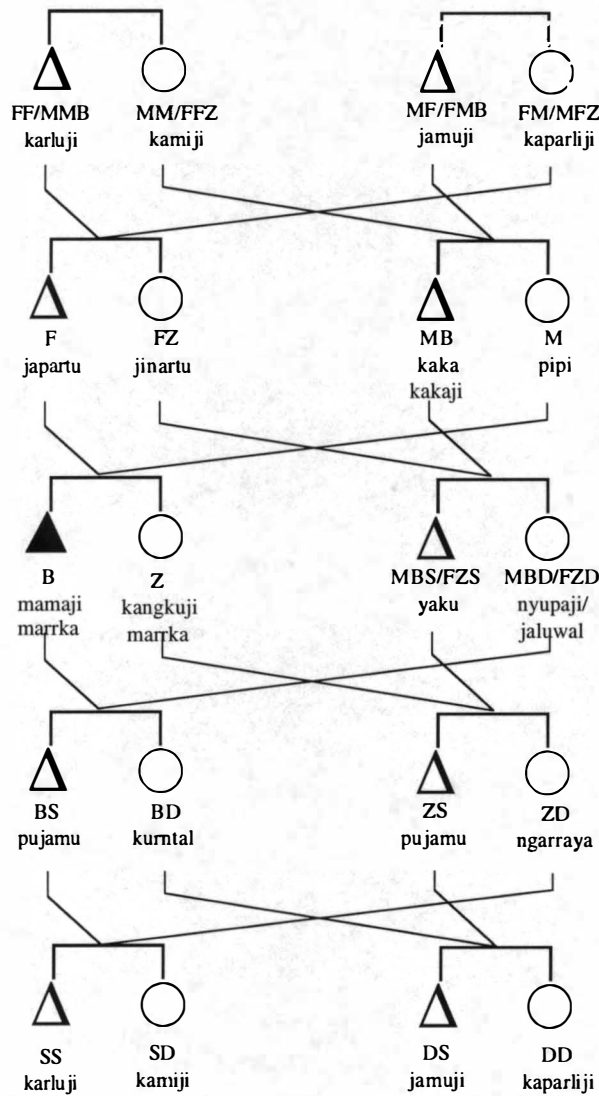 FF/MMB MM/FFZ MF/FMB FM/MFZ
karluji kamiji jamuji kaparliji
F FZ MB M
japartu jinartu kaka pipi
kakaji
B Z MBS/FZS MBD/FZD
mamaji kangkuji yaku nyupaji/
marrka marrka jaluwal
BS BD ZS ZD
pujamu kurntal pujamu ngarraya
SS SD DS DD
karluji kamiji jamuji kaparliji